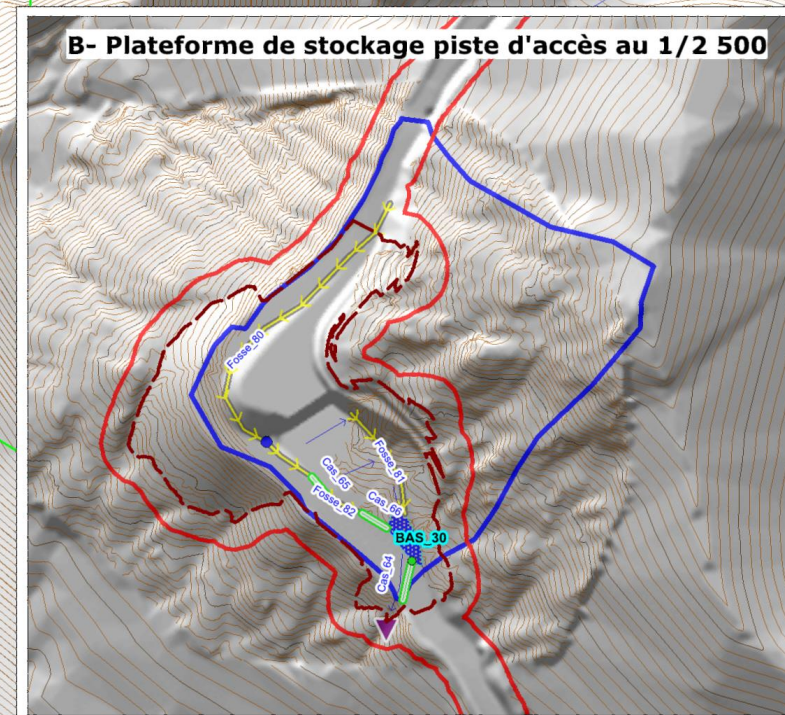 B- Plateforme de stockage piste d'accès au 1/2 500
Fosse_80
Fosse_81
Cas_65
Fosse_82
Cas_66
BAS_30
Cas_64